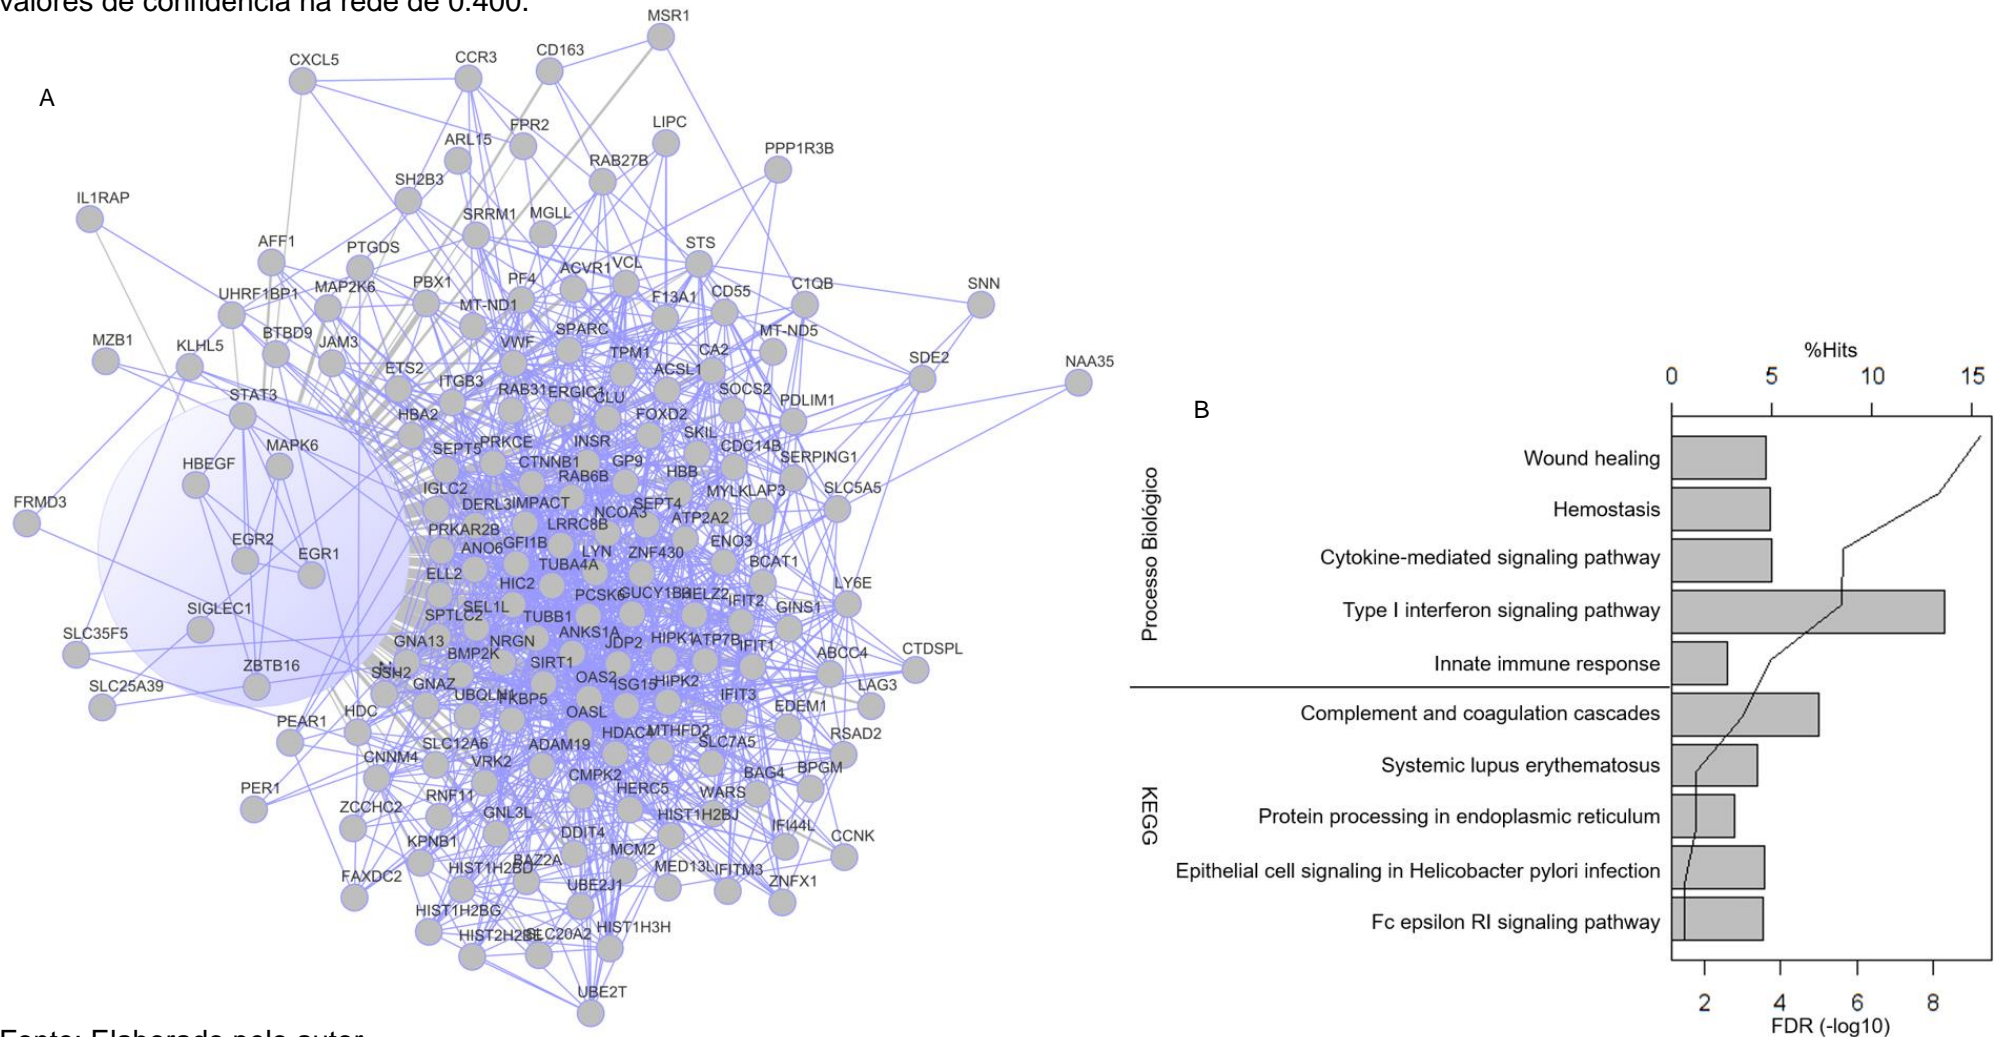 valores de confidência na rede de 0.400.
A
MSR1
CD163
CCR3
CXCL5
LIPC
FPR2
ARL15
PPP1R3B
RAB27B
SH2B3
IL1RAP
SRRM1
MGLL
AFF1
PTGDS
STS
ACVR1
VCL
UHRF1BP1
MAP2K6
PBX1
PF4
F13A1
CD55
C1QB
SNN
MT-ND1
MZB1
KLHL5
BTBD9
JAM3
VWF
SPARC
TPM1
CA2
MT-ND5
SDE2
NAA35
ETS2
ITGB3
RAB31
ERGIC1
CLU
ACSL1
SOCS2
PDLIM1
STAT3
HBA2
FOXD2
MAPK6
SEPT5
PRKCE
INSR
SKIL
CDC14B
HBEGF
CTNNB1
RAB6B
GP9
HBB
SERPING1
FRMD3
IGLC2
DERL3
IMPACT
SEPT4
MYLK
LAP3
SLC5A5
PRKAR2B
LRRC8B
NCOA3
ATP2A2
EGR2
EGR1
ANO6
GFI1B
LYN
ZNF430
ENO3
ELL2
TUBA4A
BCAT1
HIC2
PCSK6
GUCY1B3
HELZ2
IFIT2
LY6E
SIGLEC1
SPTLC2
SEL1L
TUBB1
GINS1
SLC35F5
GNA13
NRGN
ANKS1A
JDP2
HIPK1
ATP7B
IFIT1
CTDSPL
ZBTB16
SSH2
BMP2K
SIRT1
ABCC4
SLC25A39
GNAZ
UBQLN1
FKBP5
OAS2
ISG15
HIPK2
IFIT3
LAG3
PEAR1
HDC
OASL
EDEM1
SLC12A6
ADAM19
HDAC4
MTHFD2
SLC7A5
RSAD2
CNNM4
VRK2
CMPK2
BAG4
BPGM
PER1
ZCCHC2
RNF11
HERC5
WARS
GNL3L
HIST1H2BJ
IFI44L
CCNK
KPNB1
DDIT4
MCM2
FAXDC2
HIST1H2BD
BAZ2A
UBE2J1
MED13L
IFITM3
ZNFX1
HIST1H2BG
HIST2H2BE
SLC20A2
HIST1H3H
UBE2T
B
%Hits
0 5 10 15
Processo Biológico
Wound healing
Hemostasis
Cytokine-mediated signaling pathway
Type I interferon signaling pathway
Innate immune response
KEGG
Complement and coagulation cascades
Systemic lupus erythematosus
Protein processing in endoplasmic reticulum
Epithelial cell signaling in Helicobacter pylori infection
Fc epsilon RI signaling pathway
2 4 6 8
FDR (-log10)
Fonte: Elaborado pelo autor